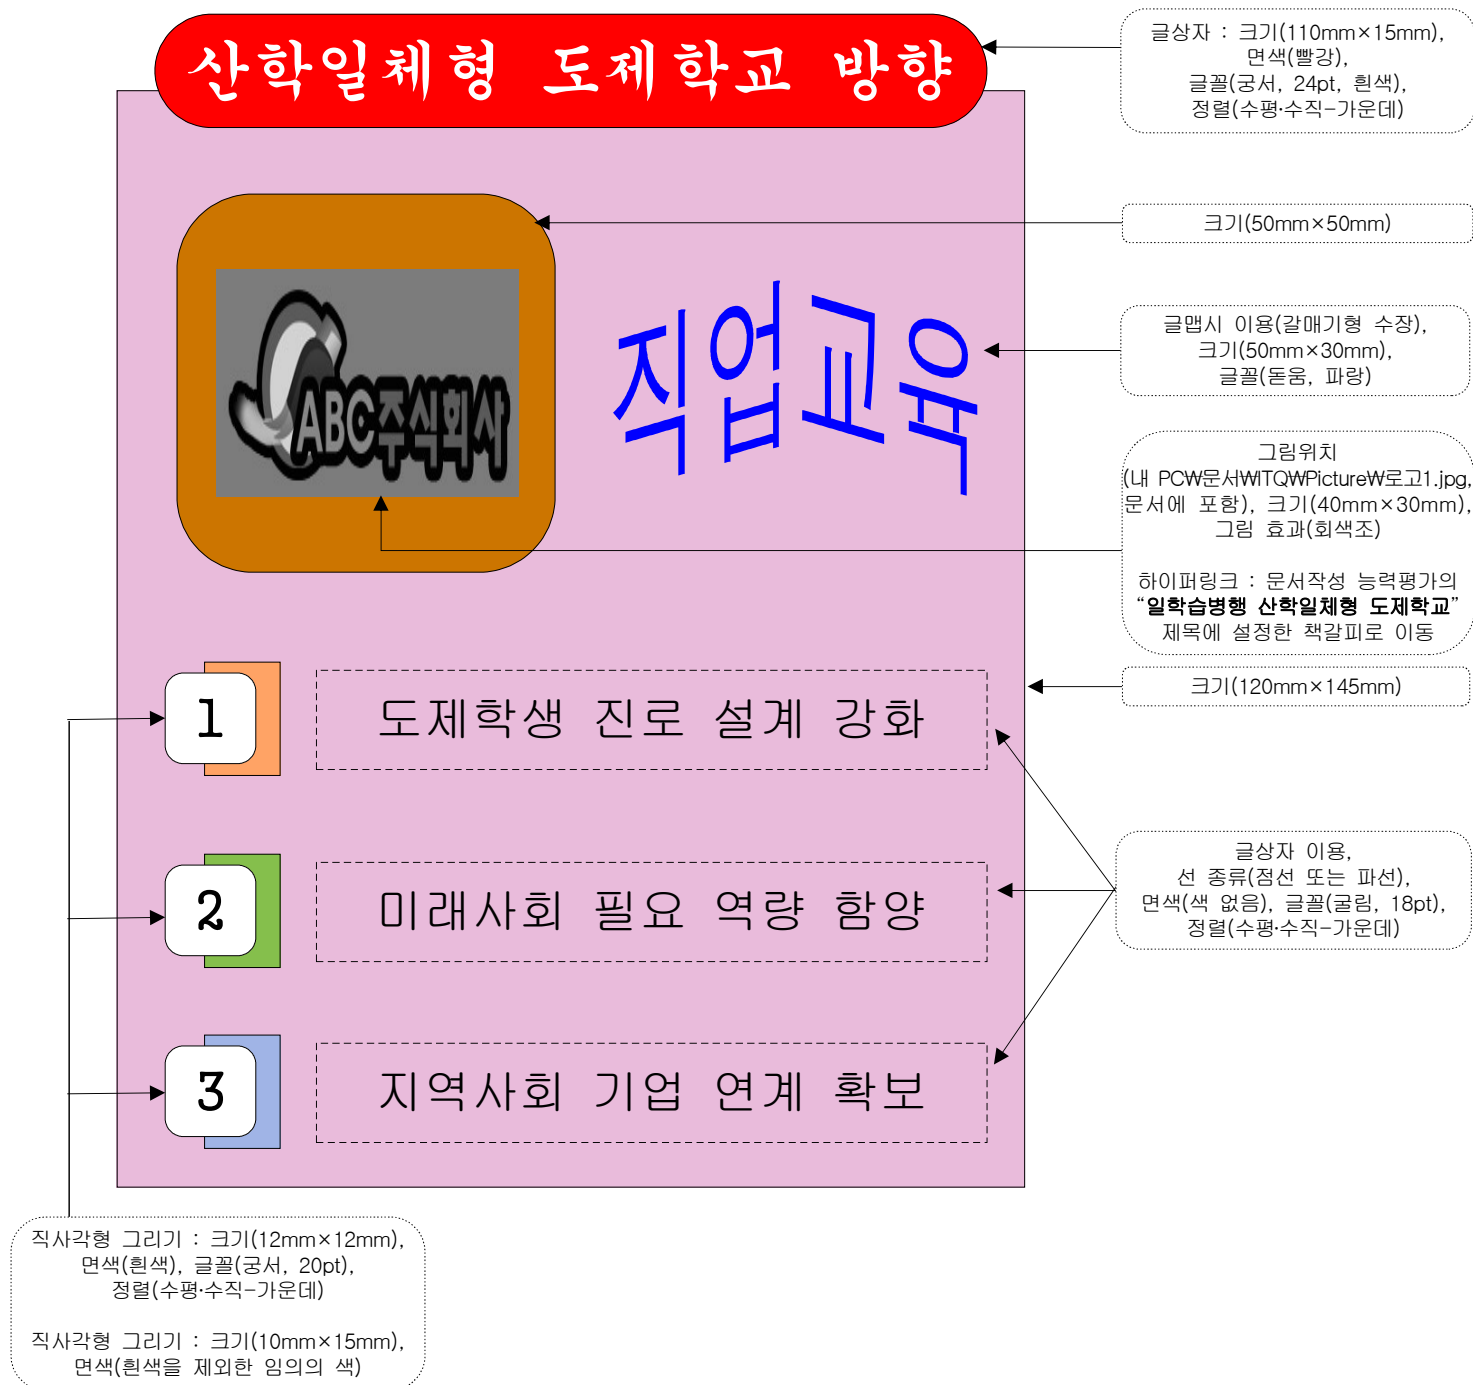 산학일체형 도제학교 방향
글상자 : 크기(110mm×15mm),
면색(빨강),
글꼴(궁서, 24pt, 흰색),
정렬(수평·수직-가운데)
크기(50mm×50mm)
ABC주식회사
직업교육
글맵시 이용(갈매기형 수장),
크기(50mm×30mm),
글꼴(돋움, 파랑)
그림위치
(내 PC₩문서₩ITQ₩Picture₩로고1.jpg,
문서에 포함), 크기(40mm×30mm),
그림 효과(회색조)
하이퍼링크 : 문서작성 능력평가의
“일학습병행 산학일체형 도제학교”
제목에 설정한 책갈피로 이동
크기(120mm×145mm)
1
도제학생 진로 설계 강화
2
미래사회 필요 역량 함양
글상자 이용,
선 종류(점선 또는 파선),
면색(색 없음), 글꼴(굴림, 18pt),
정렬(수평·수직-가운데)
3
지역사회 기업 연계 확보
직사각형 그리기 : 크기(12mm×12mm),
면색(흰색), 글꼴(궁서, 20pt),
정렬(수평·수직-가운데)
직사각형 그리기 : 크기(10mm×15mm),
면색(흰색을 제외한 임의의 색)